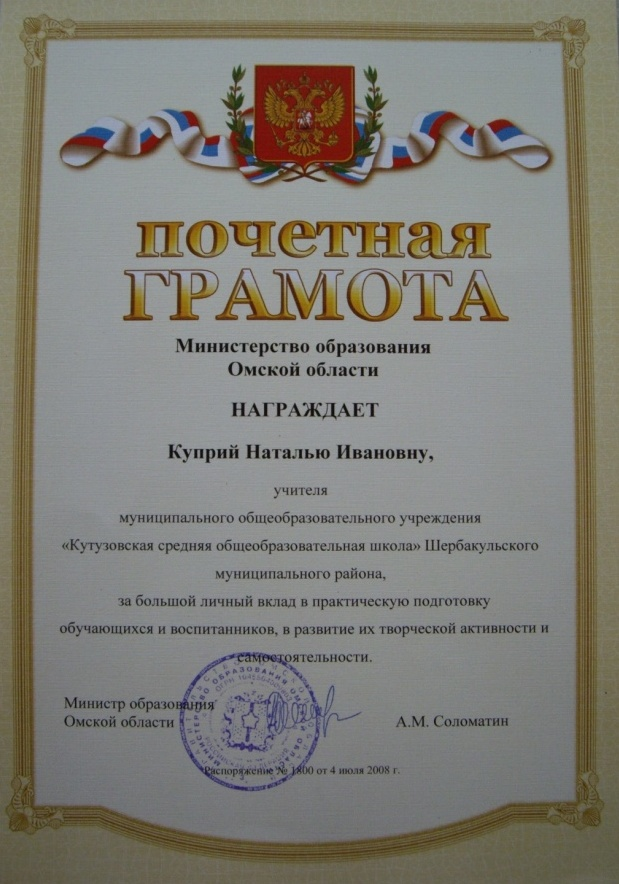 почетная
ГРАМОТА
Министерство образования
Омской области
НАГРАЖДАЕТ
Куприй Наталью Ивановну,
учителя
муниципального общеобразовательного учреждения
«Кутузовская средняя общеобразовательная школа» Шербакульского
муниципального района,
за большой личный вклад в практическую подготовку
обучающихся и воспитанников, в развитие их творческой активности и
самостоятельности.
Министр образования
Омской области
А.М. Соломатин
Распоряжение № 1800 от 4 июля 2008 г.